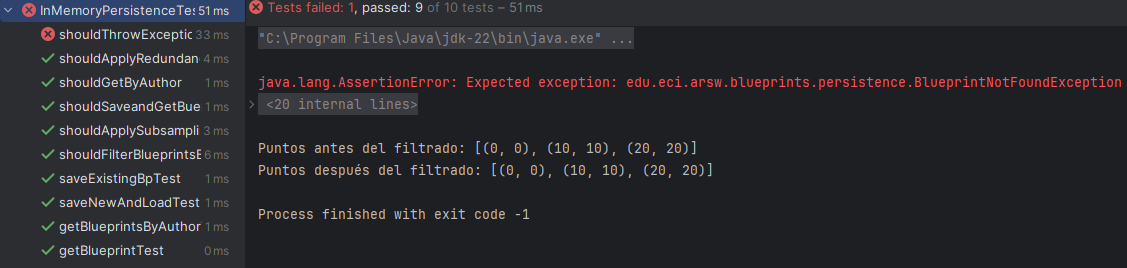 InMemoryPersistenceTes 51 ms
shouldThrowExceptic 33 ms
shouldApplyRedundan 4 ms
shouldGetByAuthor 1 ms
shouldSaveandGetBue 1 ms
shouldApplySubsampli 3 ms
shouldFilterBlueprintsE 6 ms
saveExistingBpTest 1 ms
saveNewAndLoadTest 1 ms
getBlueprintsByAuthor 1 ms
getBlueprintTest 0 ms
Tests failed: 1, passed: 9 of 10 tests – 51 ms
"C:\Program Files\Java\jdk-22\bin\java.exe" ...
java.lang.AssertionError: Expected exception: edu.eci.arsw.blueprints.persistence.BlueprintNotFoundException
<20 internal lines>
Puntos antes del filtrado: [(0, 0), (10, 10), (20, 20)]
Puntos después del filtrado: [(0, 0), (10, 10), (20, 20)]
Process finished with exit code -1